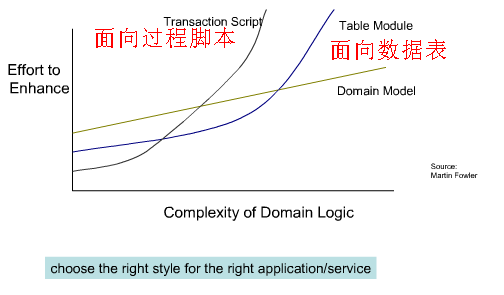 Transaction Script
面向过程脚本
Table Module
面向数据表
Effort to
Enhance
Domain Model
Source:
Martin Fowler
Complexity of Domain Logic
choose the right style for the right application/service